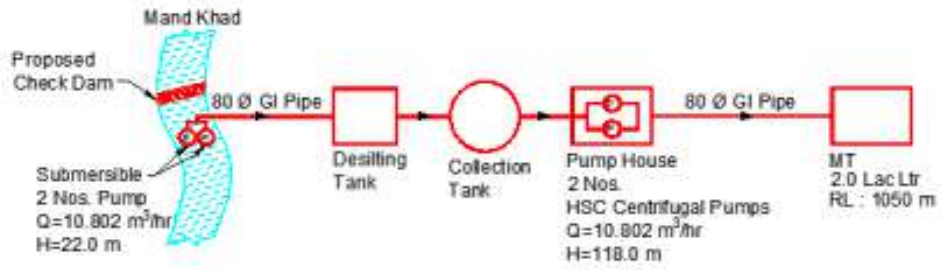 Mand Khad
Proposed
Check Dam
80 Ø GI Pipe
Submersible
2 Nos. Pump
Q=10.802 m³/hr
H=22.0 m
Desilting
Tank
Collection
Tank
Pump House
2 Nos.
HSC Centrifugal Pumps
Q=10.802 m³/hr
H=118.0 m
80 Ø GI Pipe
MT
2.0 Lac Ltr
RL : 1050 m